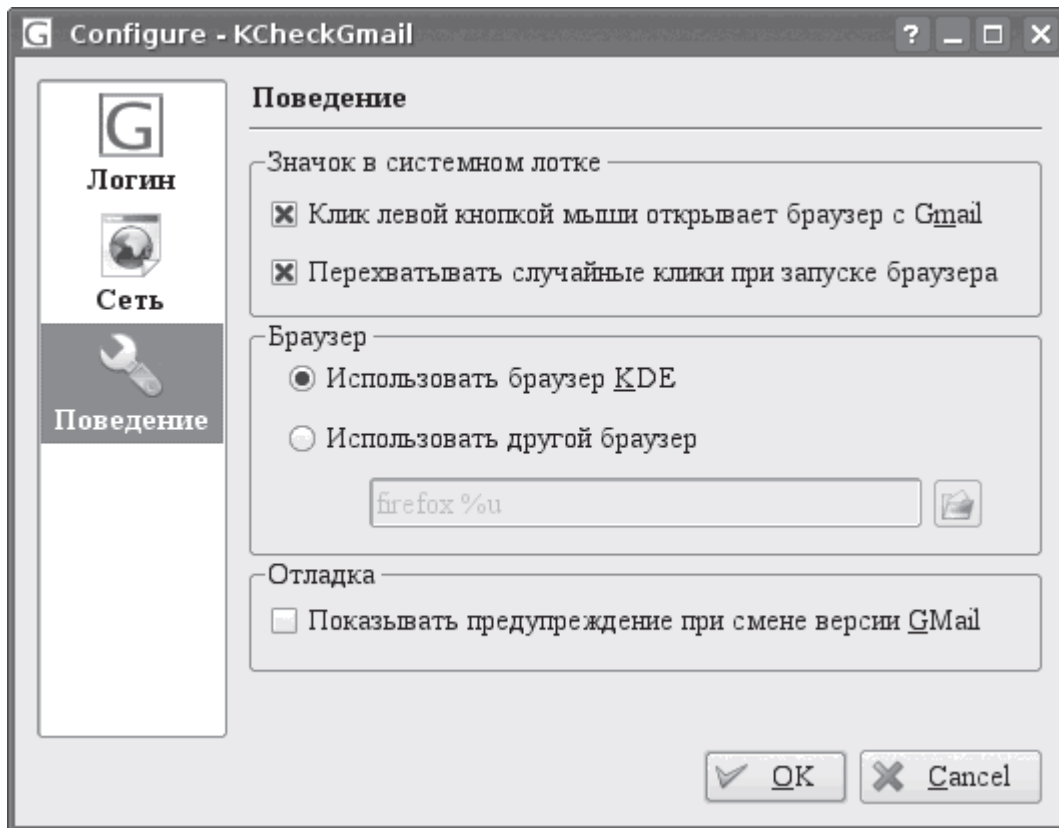 Configure - KCheckGmail
Логин
Сеть
Поведение
Поведение
Значок в системном лотке
Клик левой кнопкой мыши открывает браузер с Gmail
Перехватывать случайные клики при запуске браузера
Браузер
Использовать браузер KDE
Использовать другой браузер
firefox %u
Отладка
Показывать предупреждение при смене версии GMail
OK
Cancel